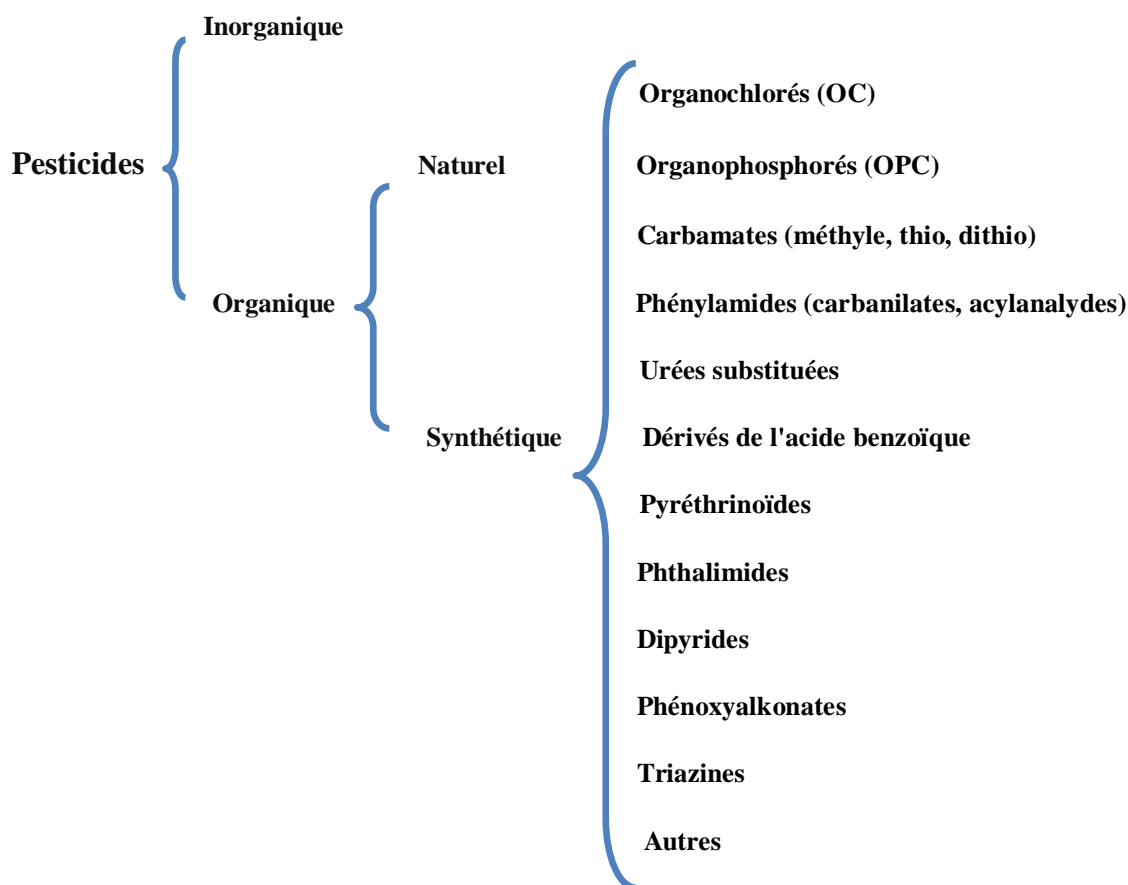 Inorganique
Pesticides
Organique
Naturel
Synthétique
Organochlorés (OC)
Organophosphorés (OPC)
Carbamates (méthyle, thio, dithio)
Phénylamides (carbanilates, acylanalydes)
Urées substituées
Dérivés de l'acide benzoïque
Pyréthrinoïdes
Phthalimides
Dipyrides
Phénoxyalkonates
Triazines
Autres